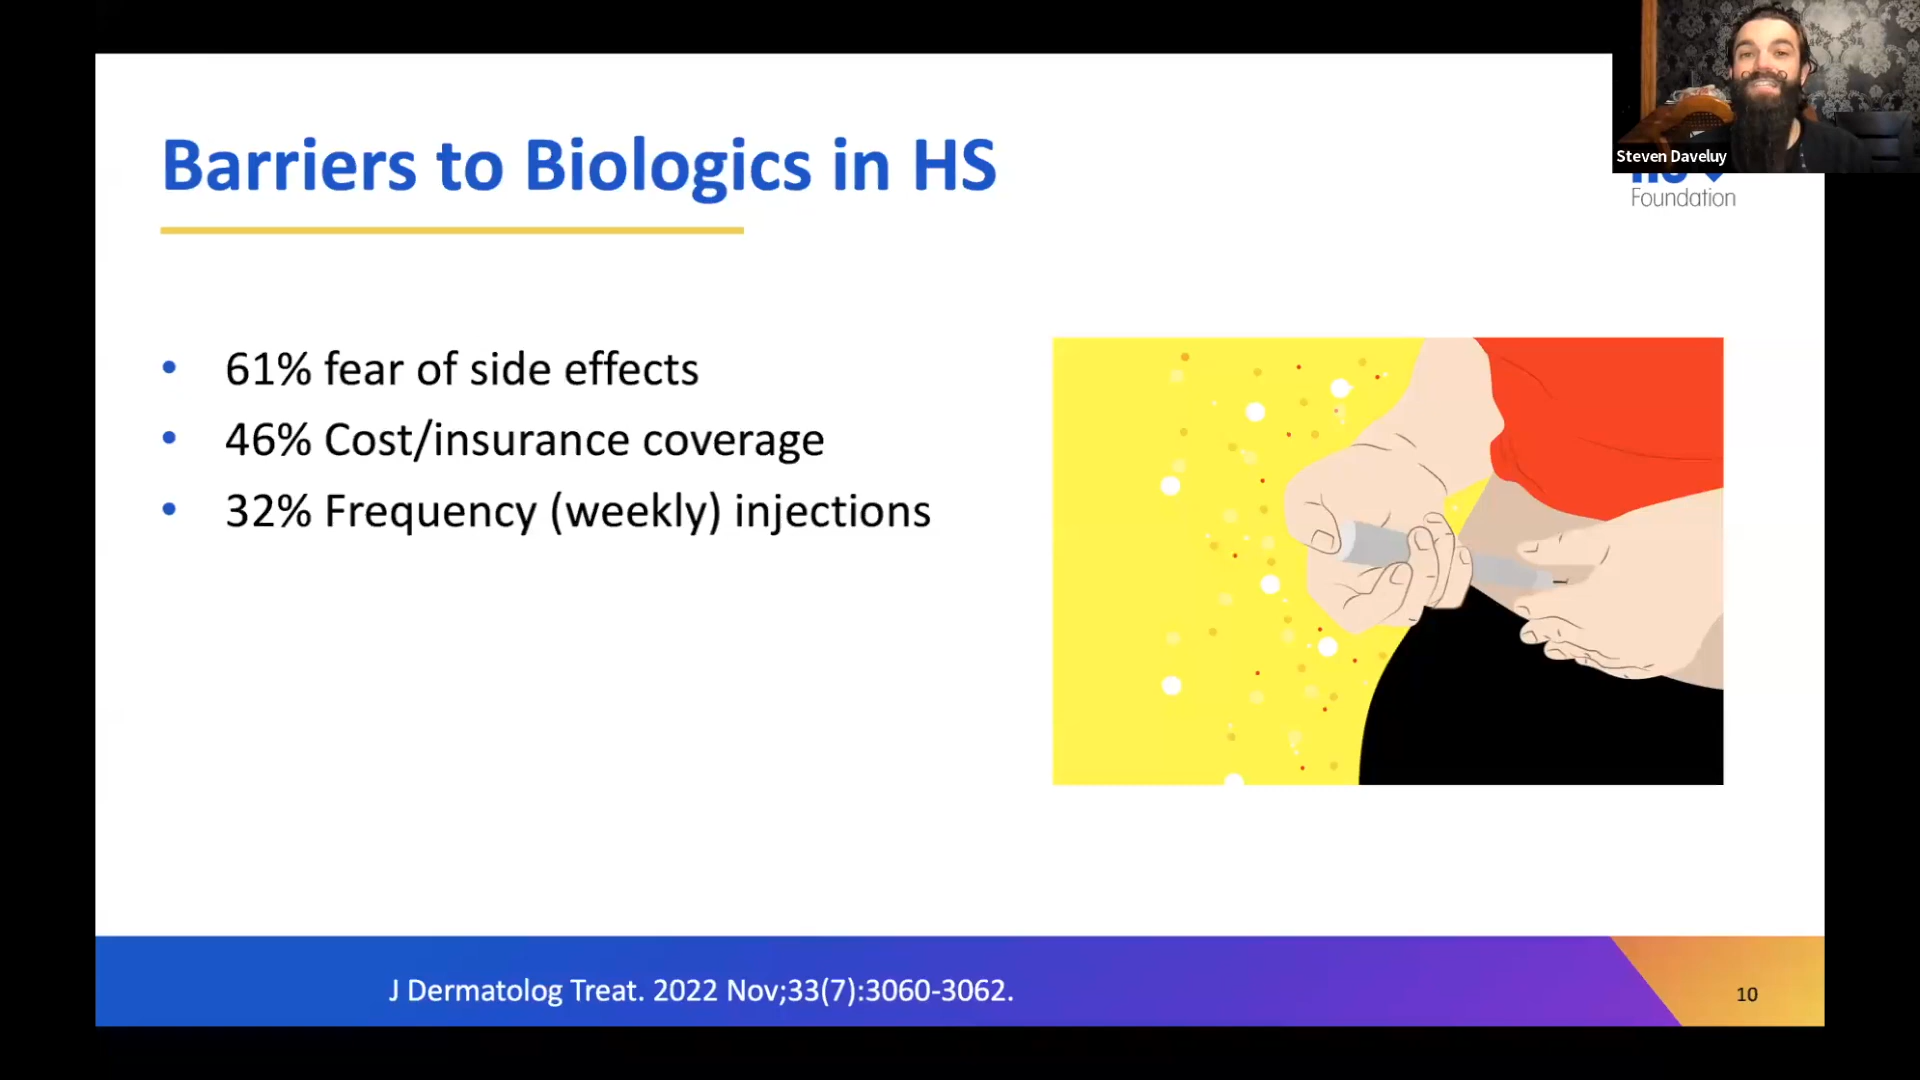 Steven Daveluy
Foundation
Barriers to Biologics in HS
• 61% fear of side effects
• 46% Cost/insurance coverage
• 32% Frequency (weekly) injections
J Dermatolog Treat. 2022 Nov;33(7):3060-3062.
10